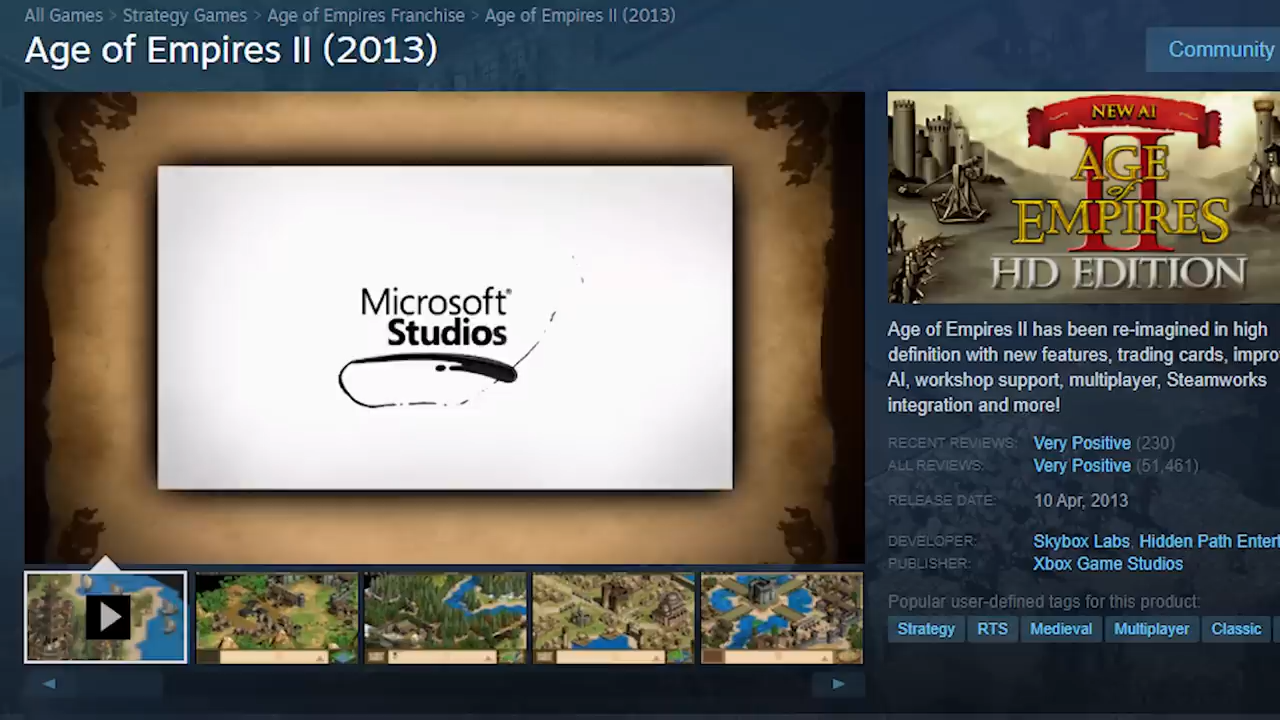 All Games > Strategy Games > Age of Empires Franchise > Age of Empires II (2013)
Age of Empires II (2013)
Community
Microsoft®
Studios
NEW AI
II
AGE
of
EMPIRES
HD EDITION
Age of Empires II has been re-imagined in high
definition with new features, trading cards, impro
AI, workshop support, multiplayer, Steamworks
integration and more!
RECENT REVIEWS: Very Positive (230)
ALL REVIEWS: Very Positive (51,461)
RELEASE DATE: 10 Apr, 2013
DEVELOPER: Skybox Labs, Hidden Path Entert
PUBLISHER: Xbox Game Studios
Popular user-defined tags for this product:
Strategy RTS Medieval Multiplayer Classic